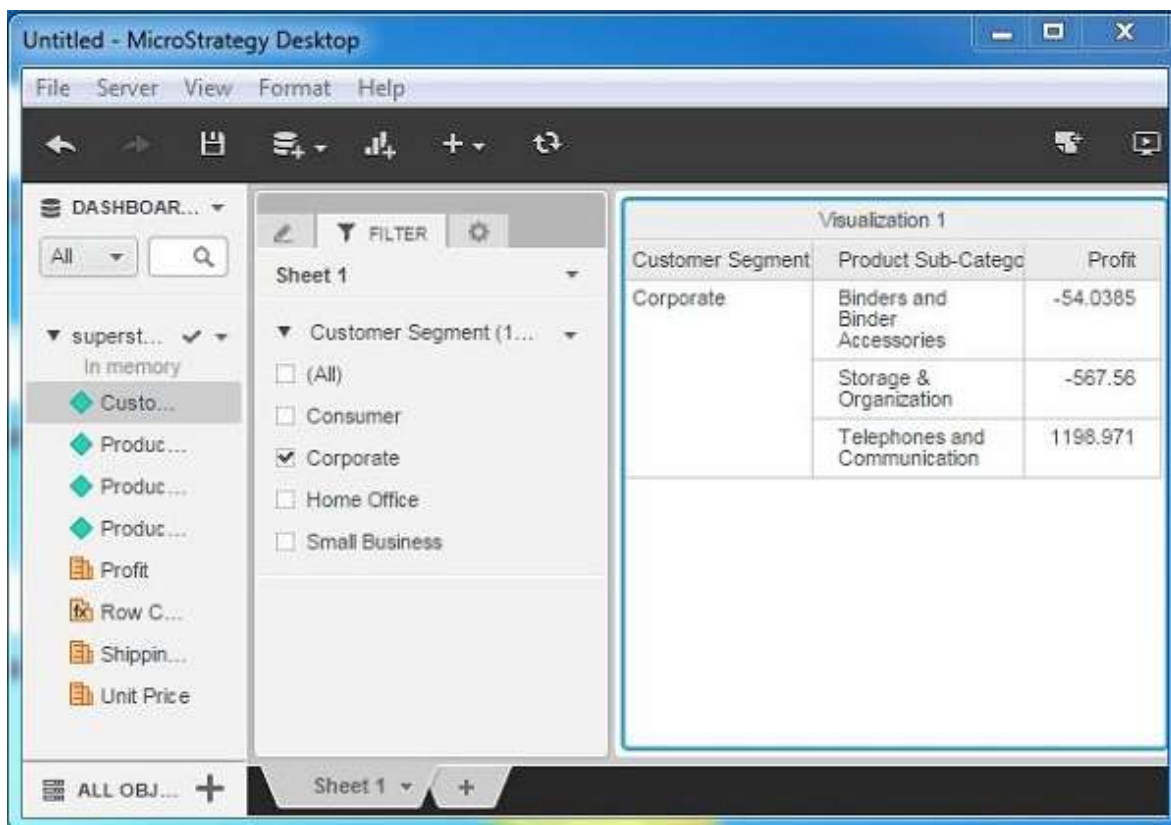 Untitled - MicroStrategy Desktop
File Server View Format Help
DASHBOAR...
All
superst...
In memory
Custo...
Produc...
Produc...
Produc...
Profit
fx Row C...
Shippin...
Unit Price
ALL OBJ...
FILTER
Sheet 1
Customer Segment (1...
(All)
Consumer
Corporate
Home Office
Small Business
Visualization 1
Customer Segment Product Sub-Catego Profit
Corporate Binders and -54.0385
Binder
Accessories
Storage & -567.56
Organization
Telephones and 1198.971
Communication
Sheet 1 +